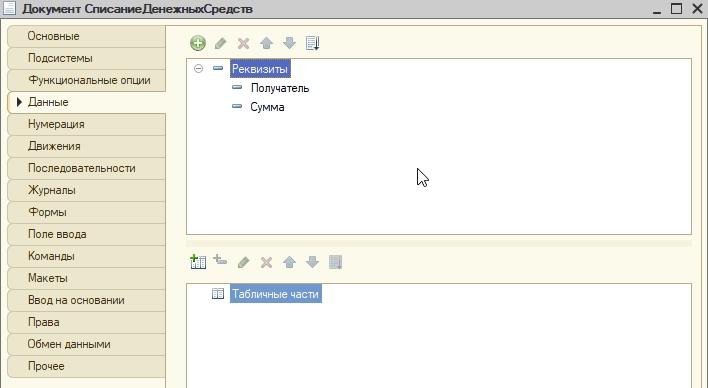 Документ СписаниеДенежныхСредств
Основные
Подсистемы
Функциональные опции
Данные
Нумерация
Движения
Последовательности
Журналы
Формы
Поле ввода
Команды
Макеты
Ввод на основании
Права
Обмен данными
Прочее
Реквизиты
Получатель
Сумма
Табличные части